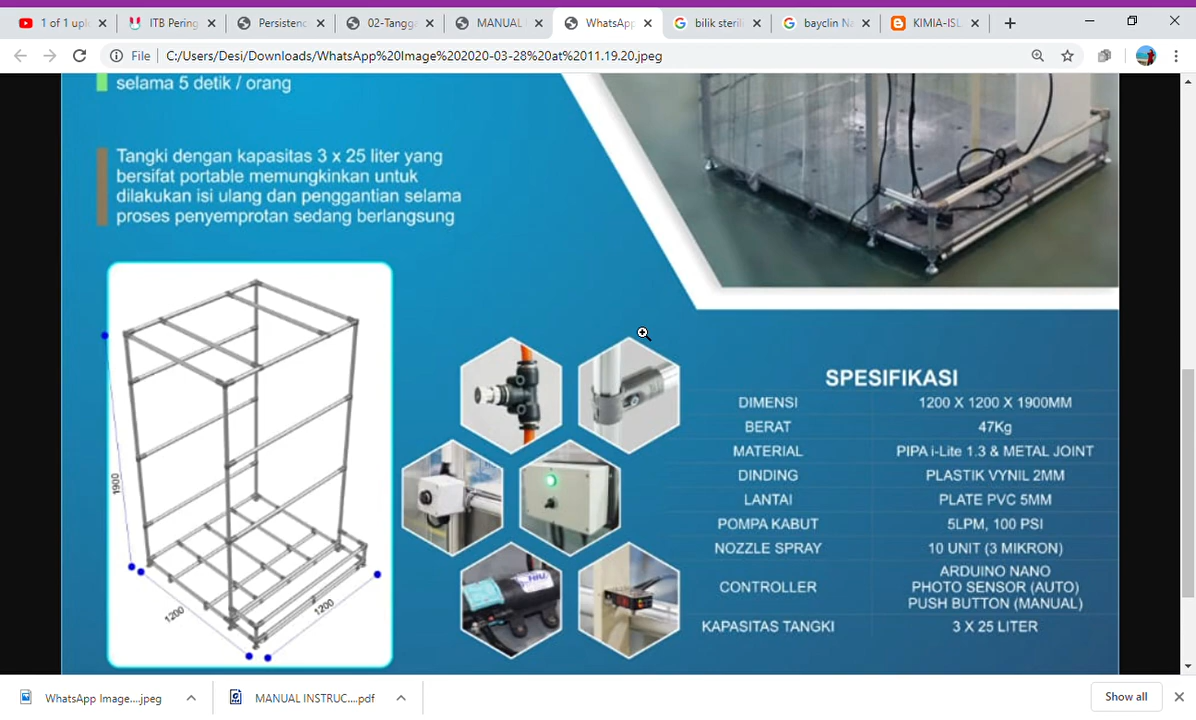 1 of 1 uplo
ITB Pering
Persistenc
02-Tangga
MANUAL
WhatsApp
bilik steril
bayclin Na
KIMIA-ISL
File
C:/Users/Desi/Downloads/WhatsApp%20Image%202020-03-28%20at%2011.19.20.jpeg
selama 5 detik / orang
Tangki dengan kapasitas 3 x 25 liter yang
bersifat portable memungkinkan untuk
dilakukan isi ulang dan penggantian selama
proses penyemprotan sedang berlangsung
1900
1200
1200
SPESIFIKASI
DIMENSI 1200 X 1200 X 1900MM
BERAT 47Kg
MATERIAL PIPA i-Lite 1.3 & METAL JOINT
DINDING PLASTIK VYNIL 2MM
LANTAI PLATE PVC 5MM
POMPA KABUT 5LPM, 100 PSI
NOZZLE SPRAY 10 UNIT (3 MIKRON)
CONTROLLER ARDUINO NANO
PHOTO SENSOR (AUTO)
PUSH BUTTON (MANUAL)
KAPASITAS TANGKI 3 X 25 LITER
WhatsApp Image....jpeg
MANUAL INSTRUC....pdf
Show all